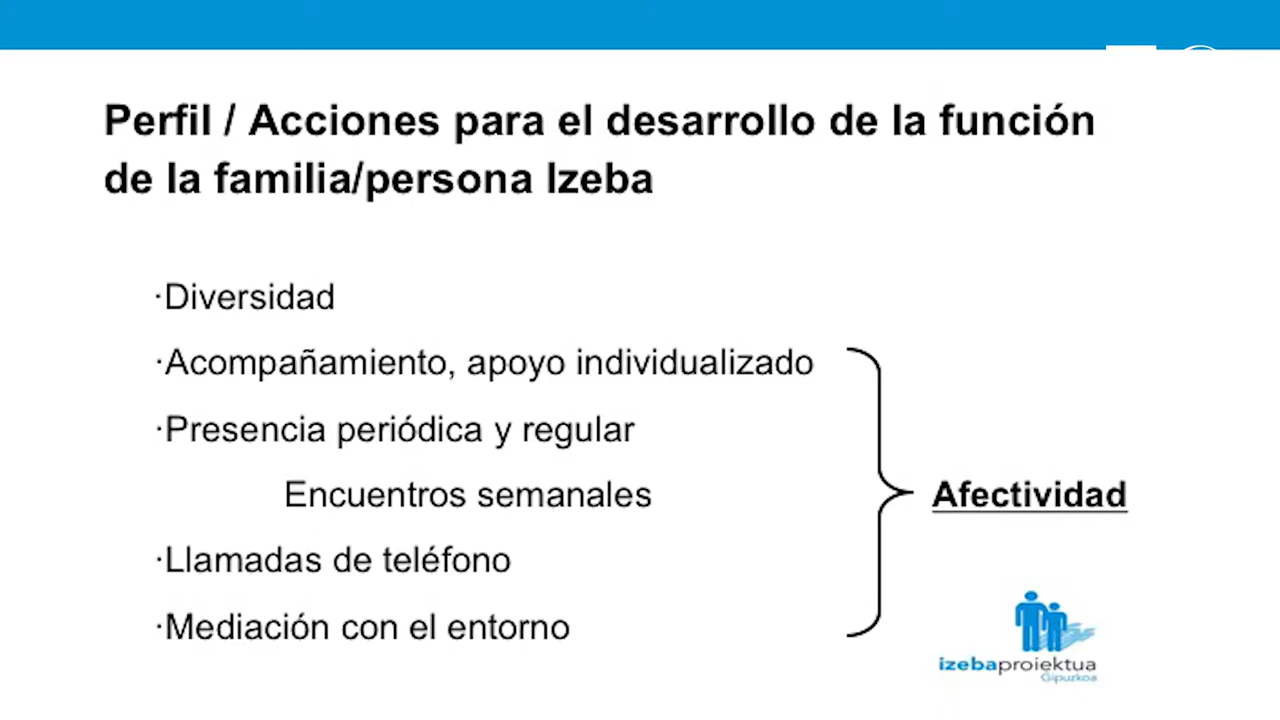 Perfil / Acciones para el desarrollo de la función
de la familia/persona Izeba
·Diversidad
·Acompañamiento, apoyo individualizado
·Presencia periódica y regular
Encuentros semanales
·Llamadas de teléfono
·Mediación con el entorno
Afectividad
izebaproiektua
Gipuzkoa